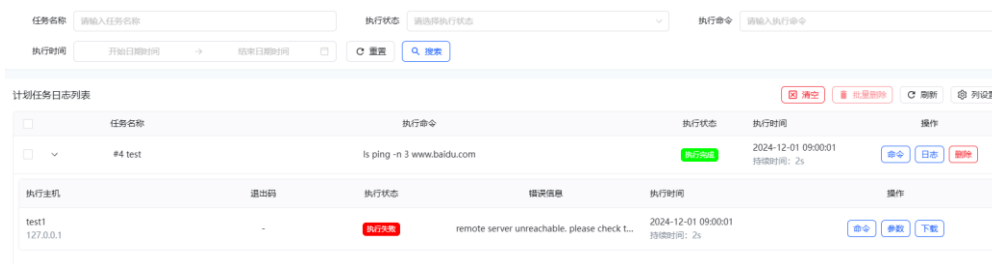 任务名称 请输入任务名称 执行状态 请选择执行状态 执行命令 请输入执行命令
执行时间 开始日期时间 → 结束日期时间 重置 搜索
计划任务日志列表 清空 批量删除 刷新 列设置
任务名称 执行命令 执行状态 执行时间 操作
#4 test ls ping -n 3 www.baidu.com 执行完成 2024-12-01 09:00:01 命令 日志 删除
持续时间: 2s
执行主机 退出码 执行状态 错误信息 执行时间 操作
test1 - 执行失败 remote server unreachable. please check t... 2024-12-01 09:00:01 命令 参数 下载
127.0.0.1 持续时间: 2s